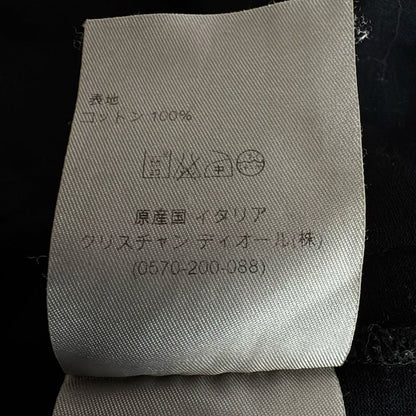 表地
コットン 100%
原産国 イタリア
クリスチャン ディオール(株)
(0570-200-088)